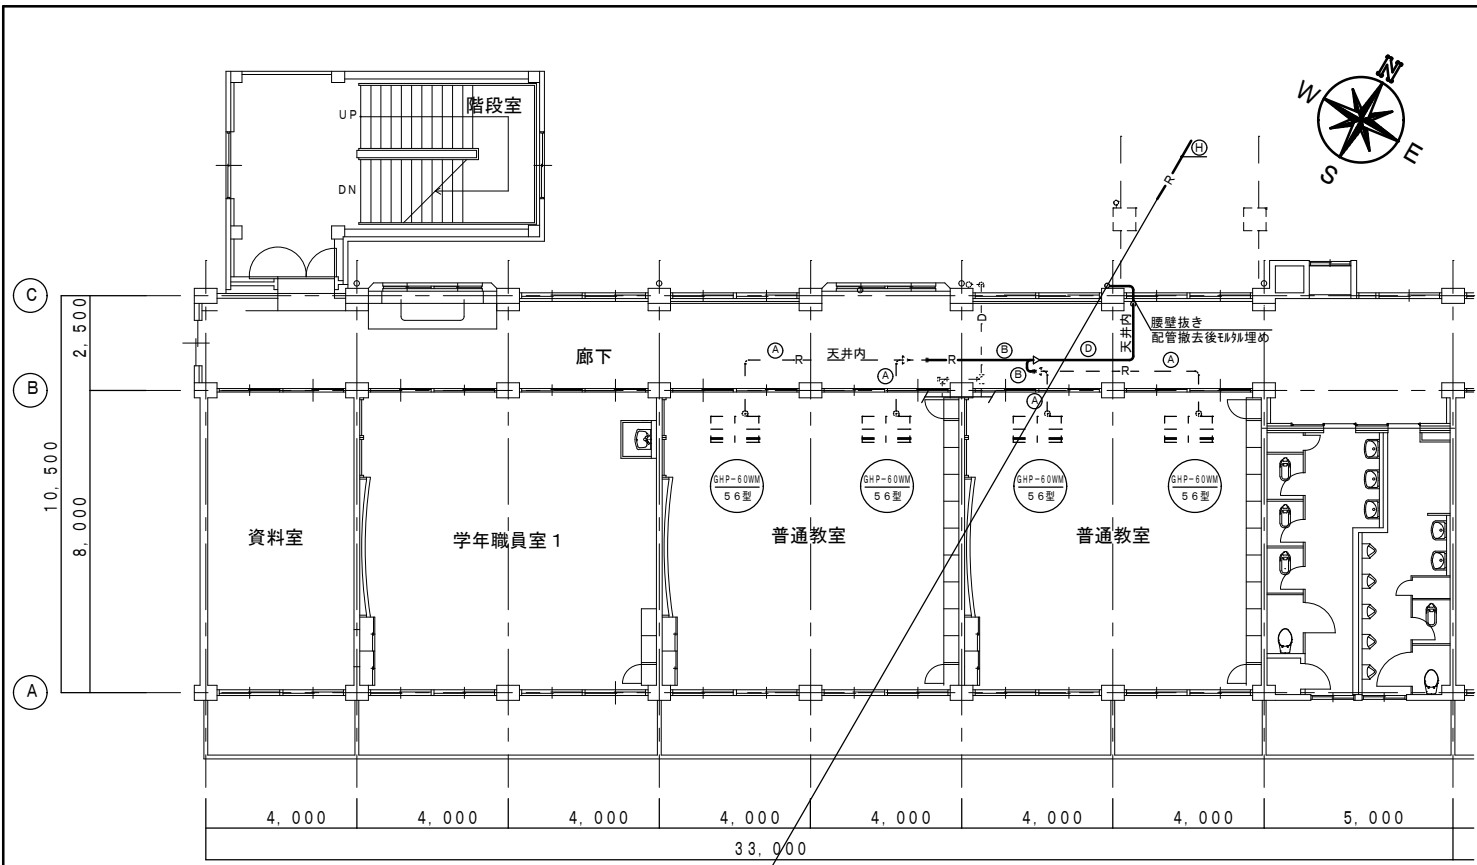 階段室
UP
DN
N
W
E
S
H
R
C
2,500
D
天井内
腰壁抜き
配管撤去後ﾓﾙﾀﾙ埋め
廊下
A
R
天井内
R
B
D
A
R
A
B
A
B
10,500
8,000
GHP-60WM
56型
GHP-60WM
56型
GHP-60WM
56型
GHP-60WM
56型
資料室
学年職員室1
普通教室
普通教室
A
4,000
4,000
4,000
4,000
4,000
4,000
4,000
5,000
33,000